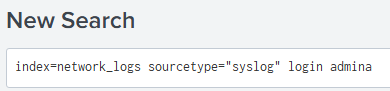 New Search
index=network_logs sourcetype="syslog" login admina